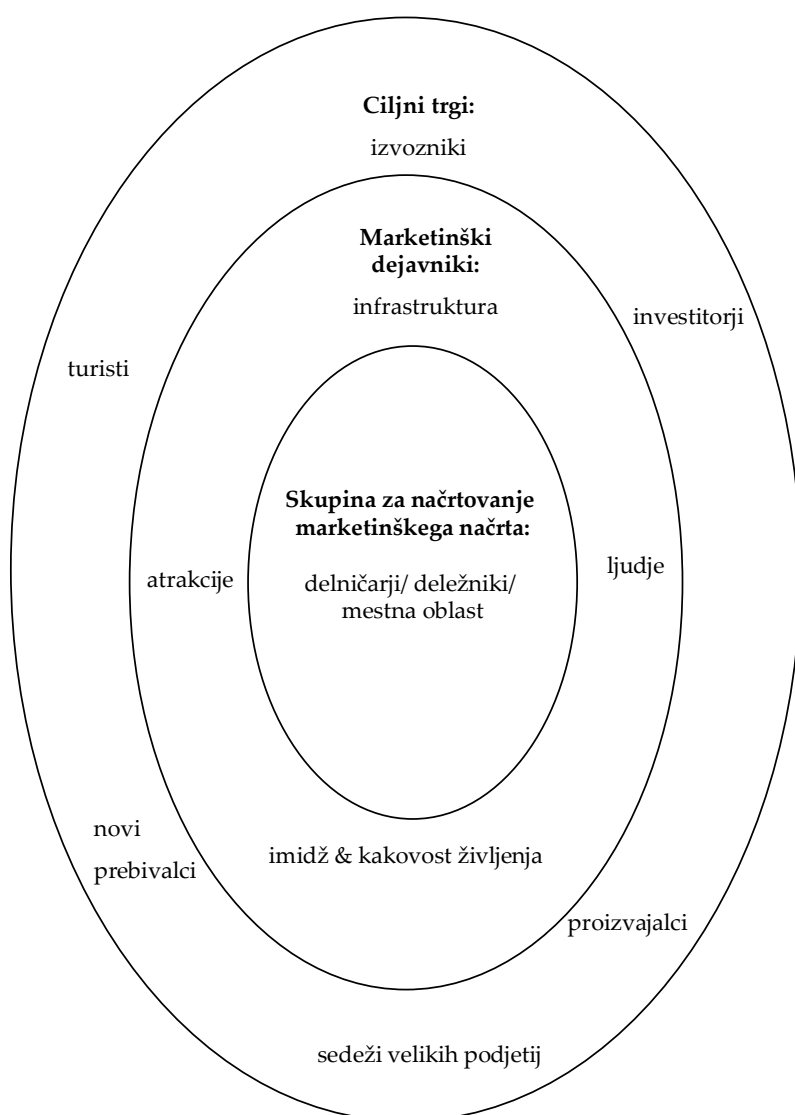 Ciljni trgi:
izvozniki
Marketinški
dejavniki:
infrastruktura
investitorji
turisti
Skupina za načrtovanje
marketinškega načrta:
atrakcije
ljudje
delničarji/ deležniki/
mestna oblast
novi
prebivalci
imidž & kakovost življenja
proizvajalci
sedeži velikih podjetij